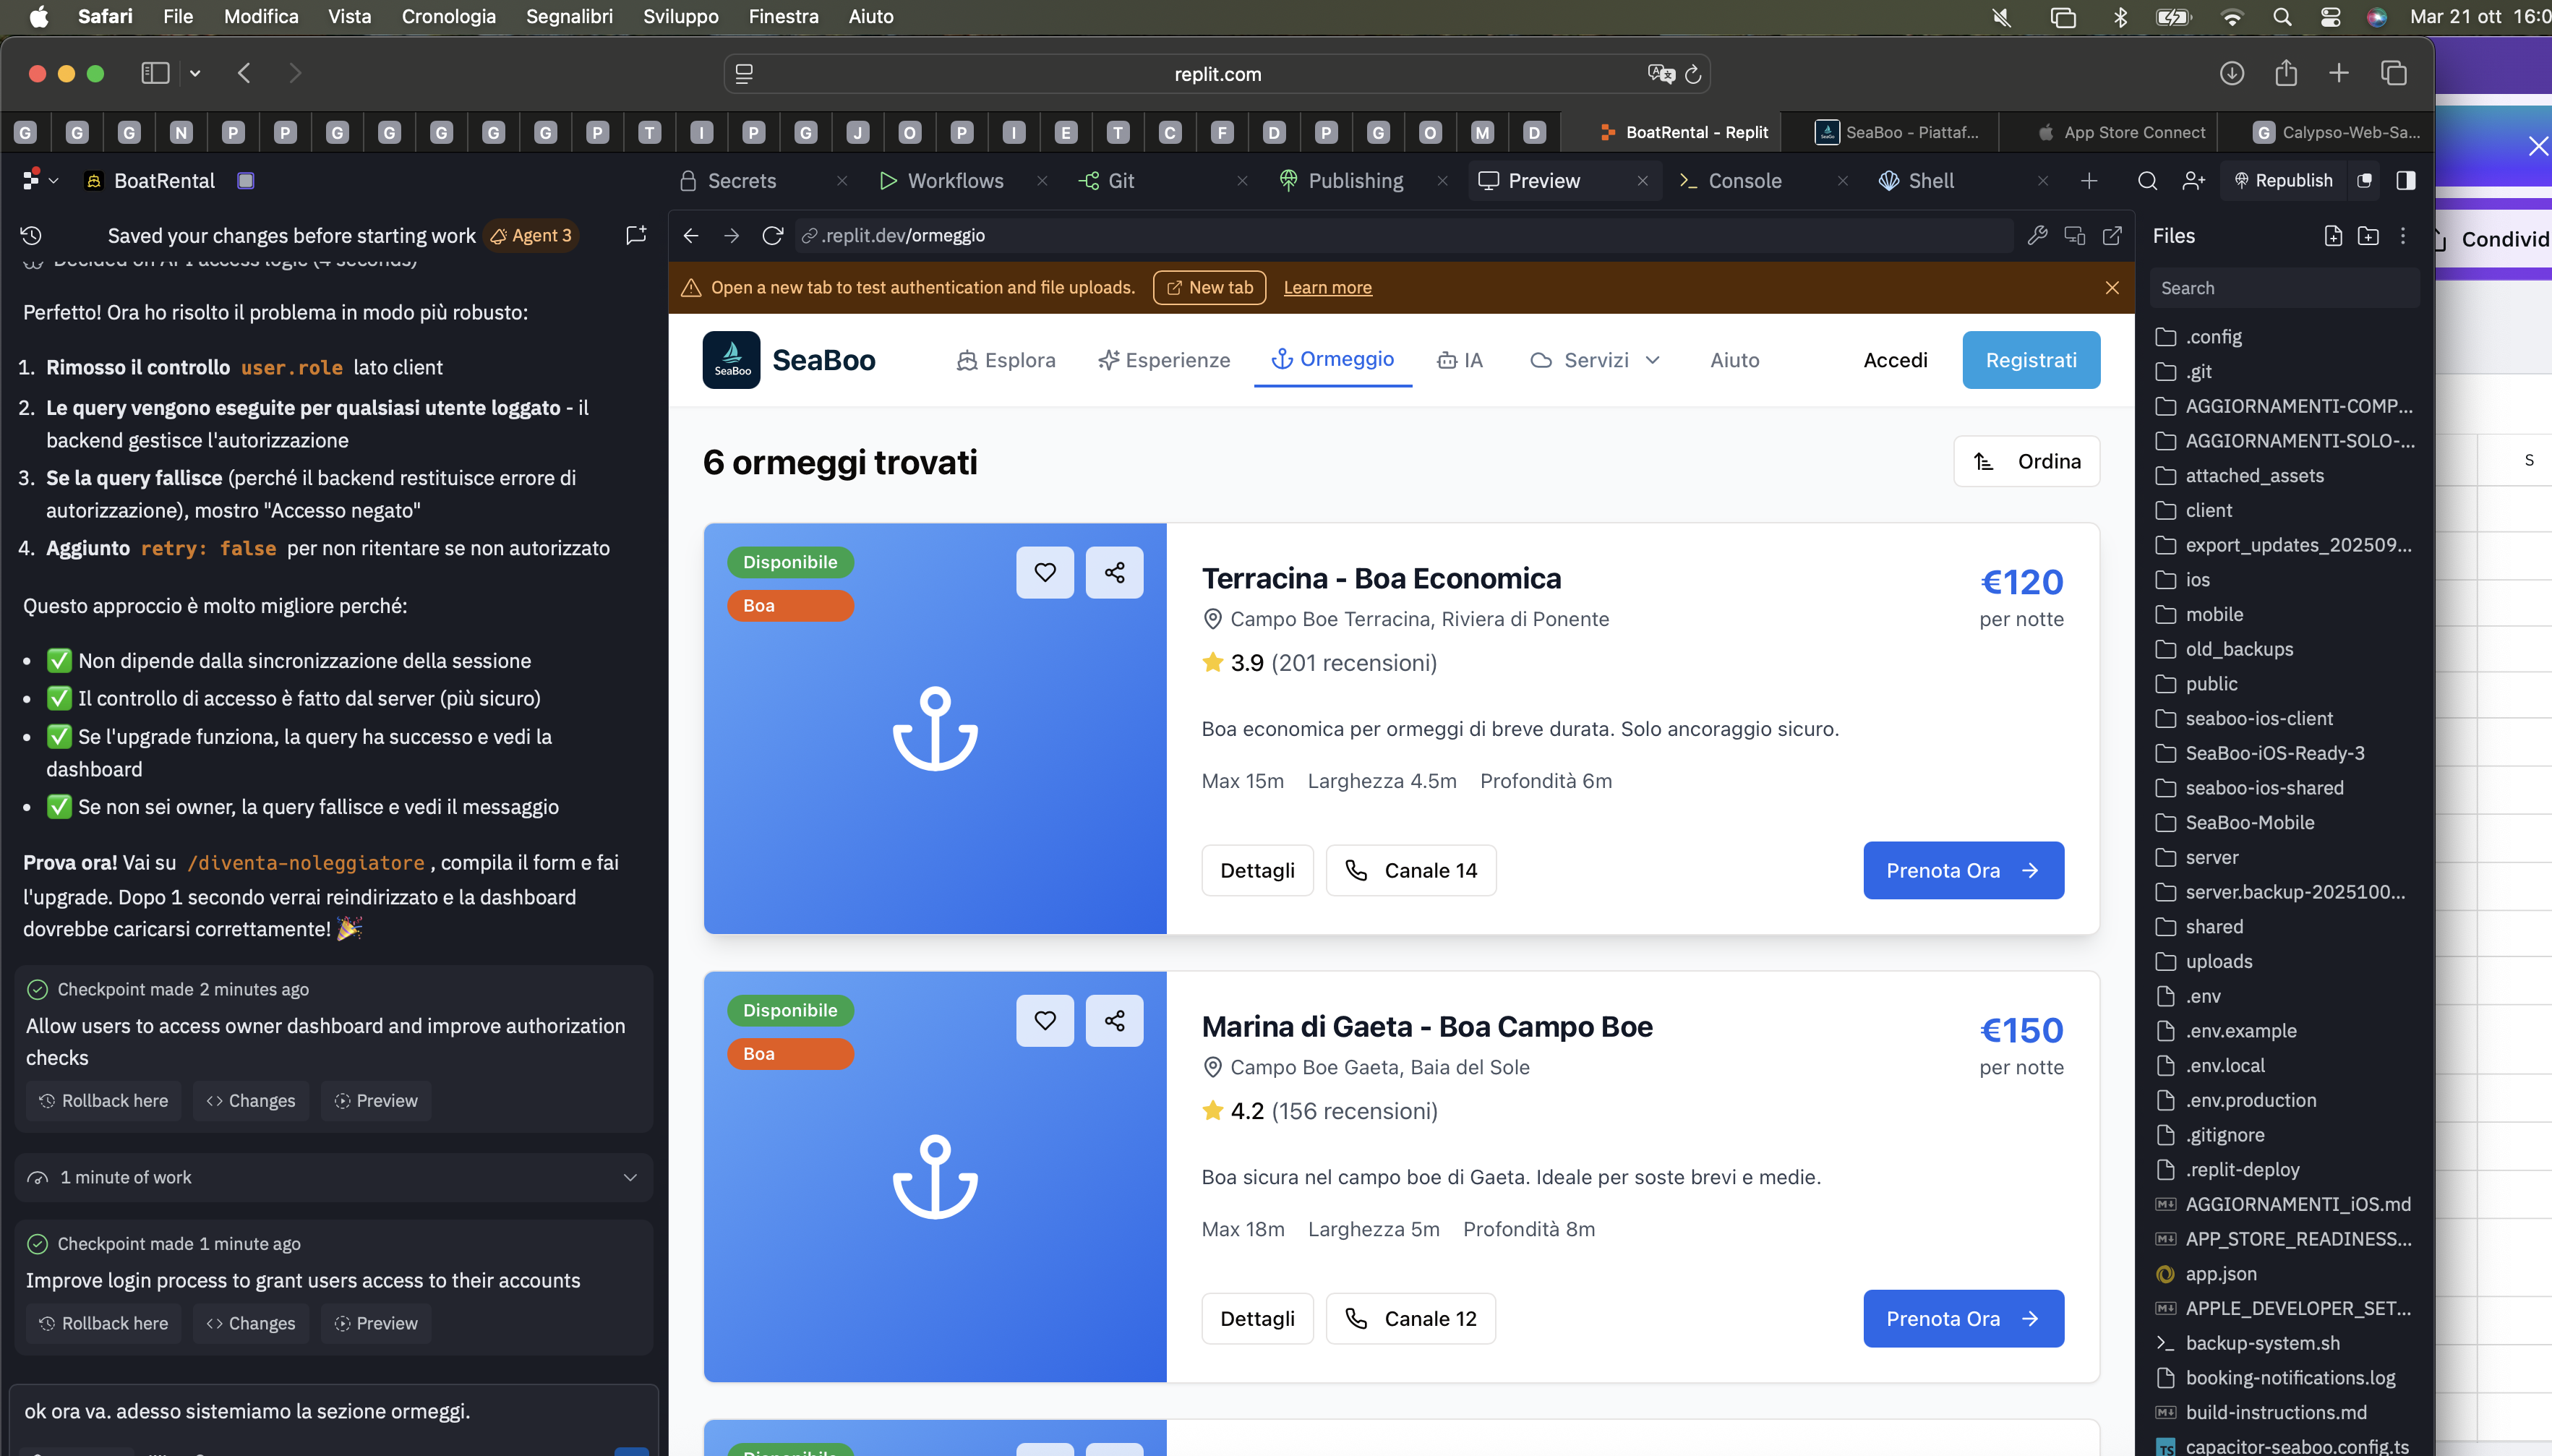 Safari File Modifica Vista Cronologia Segnalibri Sviluppo Finestra Aiuto
Mar 21 ott 16:0
replit.com
G G G N P P G G G G G P T I P G J O P I E T C F D P G O M D
BoatRental - Replit
SeaBoo - Piattaf...
App Store Connect
G Calypso-Web-Sa...
BoatRental
Secrets
Workflows
Git
Publishing
Preview
Console
Shell
Republish
Saved your changes before starting work
Agent 3
Perfetto! Ora ho risolto il problema in modo più robusto:
1. Rimosso il controllo user.role lato client
2. Le query vengono eseguite per qualsiasi utente loggato - il
backend gestisce l'autorizzazione
3. Se la query fallisce (perché il backend restituisce errore di
autorizzazione), mostro "Accesso negato"
4. Aggiunto retry: false per non ritentare se non autorizzato
Questo approccio è molto migliore perché:
• ✅ Non dipende dalla sincronizzazione della sessione
• ✅ Il controllo di accesso è fatto dal server (più sicuro)
• ✅ Se l'upgrade funziona, la query ha successo e vedi la
dashboard
• ✅ Se non sei owner, la query fallisce e vedi il messaggio
Prova ora! Vai su /diventa-noleggiatore , compila il form e fai
l'upgrade. Dopo 1 secondo verrai reindirizzato e la dashboard
dovrebbe caricarsi correttamente! 🎉
Checkpoint made 2 minutes ago
Allow users to access owner dashboard and improve authorization
checks
Rollback here <> Changes Preview
1 minute of work
Checkpoint made 1 minute ago
Improve login process to grant users access to their accounts
Rollback here <> Changes Preview
ok ora va. adesso sistemiamo la sezione ormeggi.
.replit.dev/ormeggio
Open a new tab to test authentication and file uploads. New tab Learn more
SeaBoo
SeaBoo
Esplora Esperienze Ormeggio IA Servizi Aiuto Accedi Registrati
6 ormeggi trovati
Ordina
Disponibile
Boa
Terracina - Boa Economica
€120
Campo Boe Terracina, Riviera di Ponente
per notte
3.9 (201 recensioni)
Boa economica per ormeggi di breve durata. Solo ancoraggio sicuro.
Max 15m Larghezza 4.5m Profondità 6m
Dettagli Canale 14 Prenota Ora
Disponibile
Boa
Marina di Gaeta - Boa Campo Boe
€150
Campo Boe Gaeta, Baia del Sole
per notte
4.2 (156 recensioni)
Boa sicura nel campo boe di Gaeta. Ideale per soste brevi e medie.
Max 18m Larghezza 5m Profondità 8m
Dettagli Canale 12 Prenota Ora
Disponibile
Files
Search
.config
.git
AGGIORNAMENTI-COMP...
AGGIORNAMENTI-SOLO-...
attached_assets
client
export_updates_202509...
ios
mobile
old_backups
public
seaboo-ios-client
SeaBoo-iOS-Ready-3
seaboo-ios-shared
SeaBoo-Mobile
server
server.backup-2025100...
shared
uploads
.env
.env.example
.env.local
.env.production
.gitignore
.replit-deploy
AGGIORNAMENTI_iOS.md
APP_STORE_READINESS...
app.json
APPLE_DEVELOPER_SET...
backup-system.sh
booking-notifications.log
build-instructions.md
capacitor-seaboo.config.ts
Condivid
S